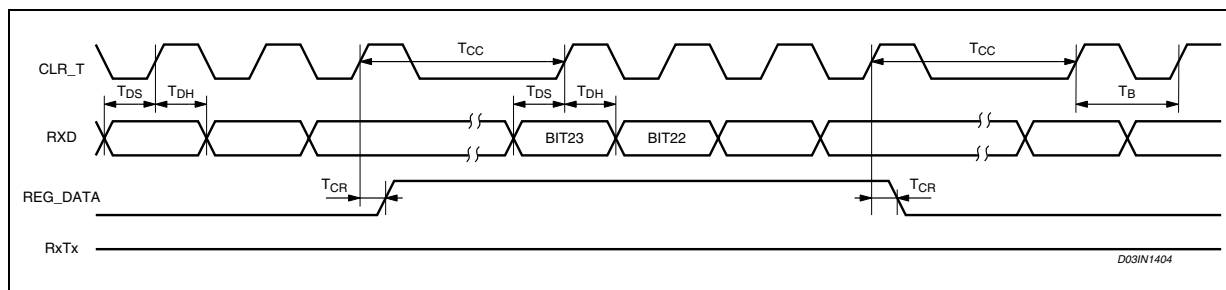 CLR_T
TCC
TCC
TDS
TDH
TDS
TDH
TB
RXD
BIT23
BIT22
REG_DATA
TCR
TCR
RxTx
D03IN1404